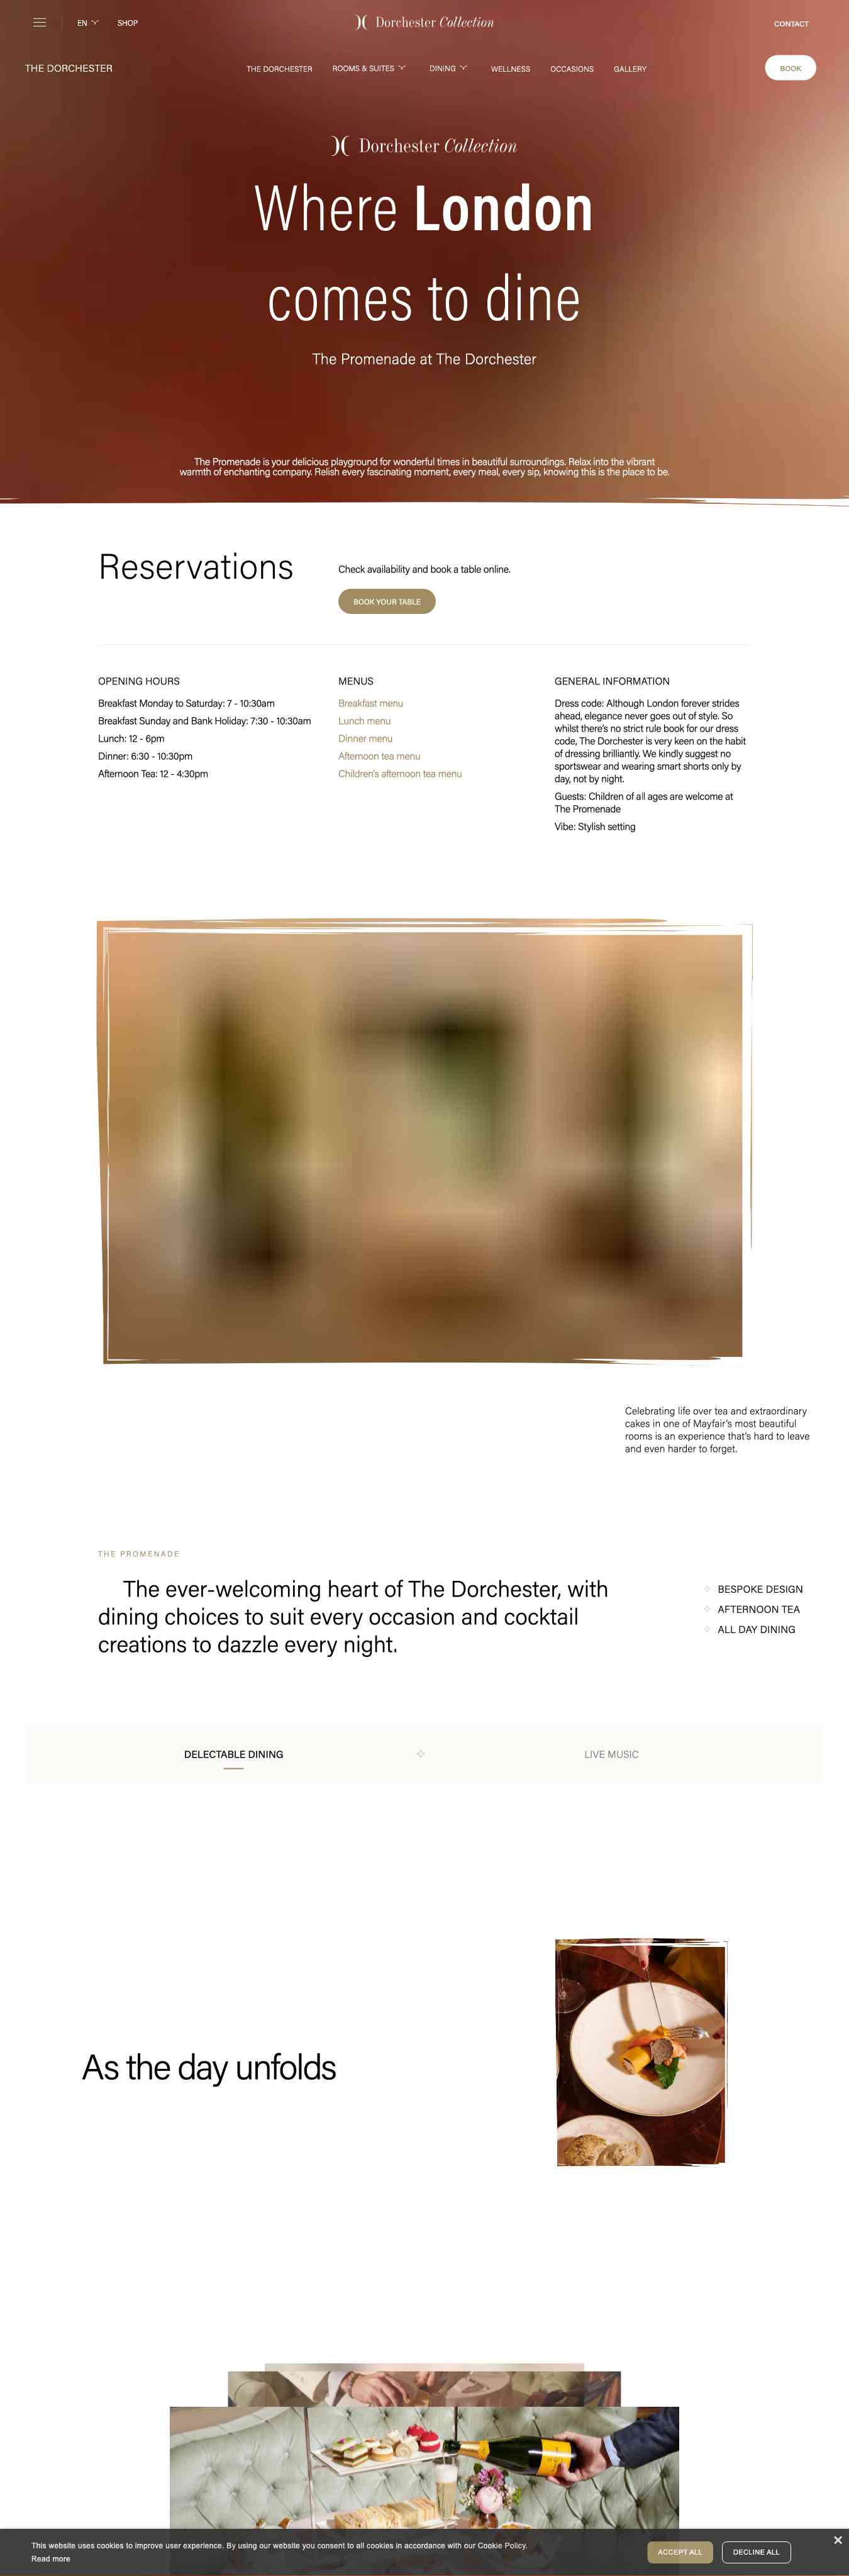 EN
SHOP
Dorchester Collection
CONTACT
THE DORCHESTER
THE DORCHESTER
ROOMS & SUITES
DINING
WELLNESS
OCCASIONS
GALLERY
BOOK
Dorchester Collection
Where London
comes to dine
The Promenade at The Dorchester
The Promenade is your delicious playground for wonderful times in beautiful surroundings. Relax into the vibrant
warmth of enchanting company. Relish every fascinating moment, every meal, every sip, knowing this is the place to be.
Reservations
Check availability and book a table online.
BOOK YOUR TABLE
OPENING HOURS
Breakfast Monday to Saturday: 7 - 10:30am
Breakfast Sunday and Bank Holiday: 7:30 - 10:30am
Lunch: 12 - 6pm
Dinner: 6:30 - 10:30pm
Afternoon Tea: 12 - 4:30pm
MENUS
Breakfast menu
Lunch menu
Dinner menu
Afternoon tea menu
Children's afternoon tea menu
GENERAL INFORMATION
Dress code: Although London forever strides
ahead, elegance never goes out of style. So
whilst there's no strict rule book for our dress
code, The Dorchester is very keen on the habit
of dressing brilliantly. We kindly suggest no
sportswear and wearing smart shorts only by
day, not by night.
Guests: Children of all ages are welcome at
The Promenade
Vibe: Stylish setting
Celebrating life over tea and extraordinary
cakes in one of Mayfair's most beautiful
rooms is an experience that's hard to leave
and even harder to forget.
THE PROMENADE
The ever-welcoming heart of The Dorchester, with
dining choices to suit every occasion and cocktail
creations to dazzle every night.
BESPOKE DESIGN
AFTERNOON TEA
ALL DAY DINING
DELECTABLE DINING
LIVE MUSIC
As the day unfolds
This website uses cookies to improve user experience. By using our website you consent to all cookies in accordance with our Cookie Policy.
Read more
ACCEPT ALL
DECLINE ALL